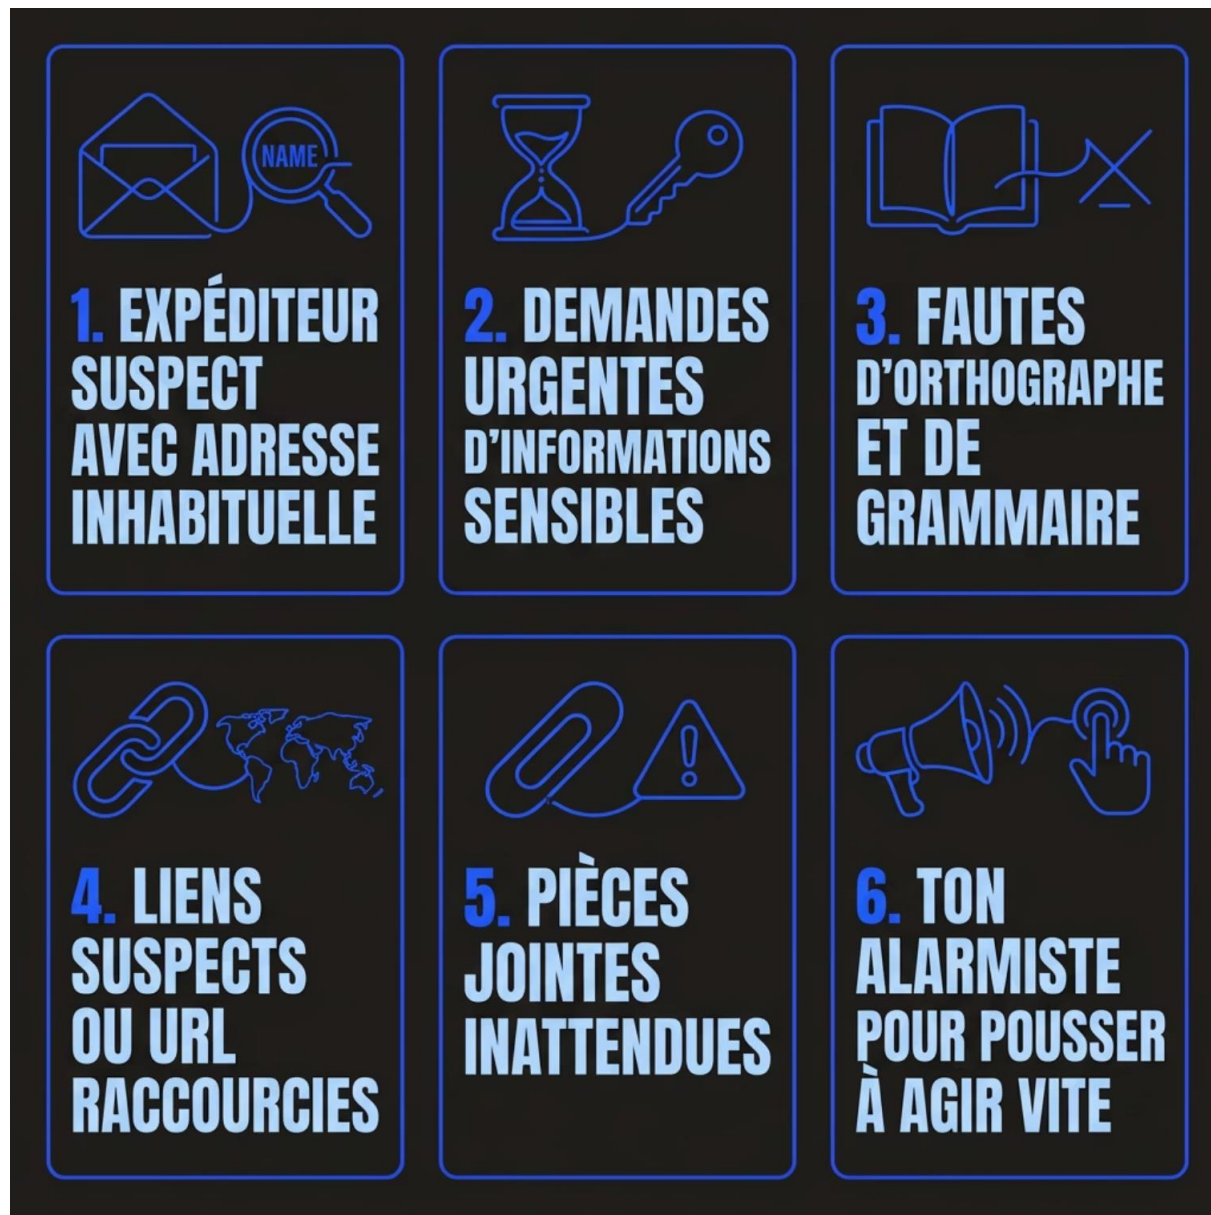 NAME
1. EXPÉDITEUR
SUSPECT
AVEC ADRESSE
INHABITUELLE
2. DEMANDES
URGENTES
D’INFORMATIONS
SENSIBLES
3. FAUTES
D’ORTHOGRAPHE
ET DE
GRAMMAIRE
4. LIENS
SUSPECTS
OU URL
RACCOURCIES
5. PIÈCES
JOINTES
INATTENDUES
6. TON
ALARMISTE
POUR POUSSER
À AGIR VITE